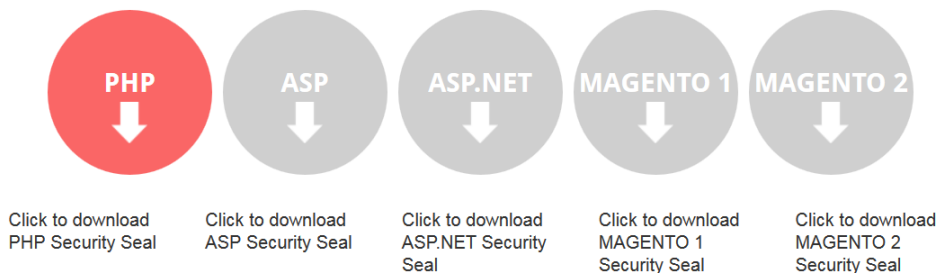 PHP
ASP
ASP.NET
MAGENTO 1
MAGENTO 2
Click to download
PHP Security Seal
Click to download
ASP Security Seal
Click to download
ASP.NET Security
Seal
Click to download
MAGENTO 1
Security Seal
Click to download
MAGENTO 2
Security Seal